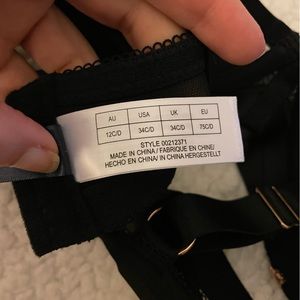 AU USA UK EU
12C/D 34C/D 34C/D 75C/D
STYLE 00212371
MADE IN CHINA / FABRIQUE EN CHINE/
HECHO EN CHINA/ IN CHINA HERGESTELLT